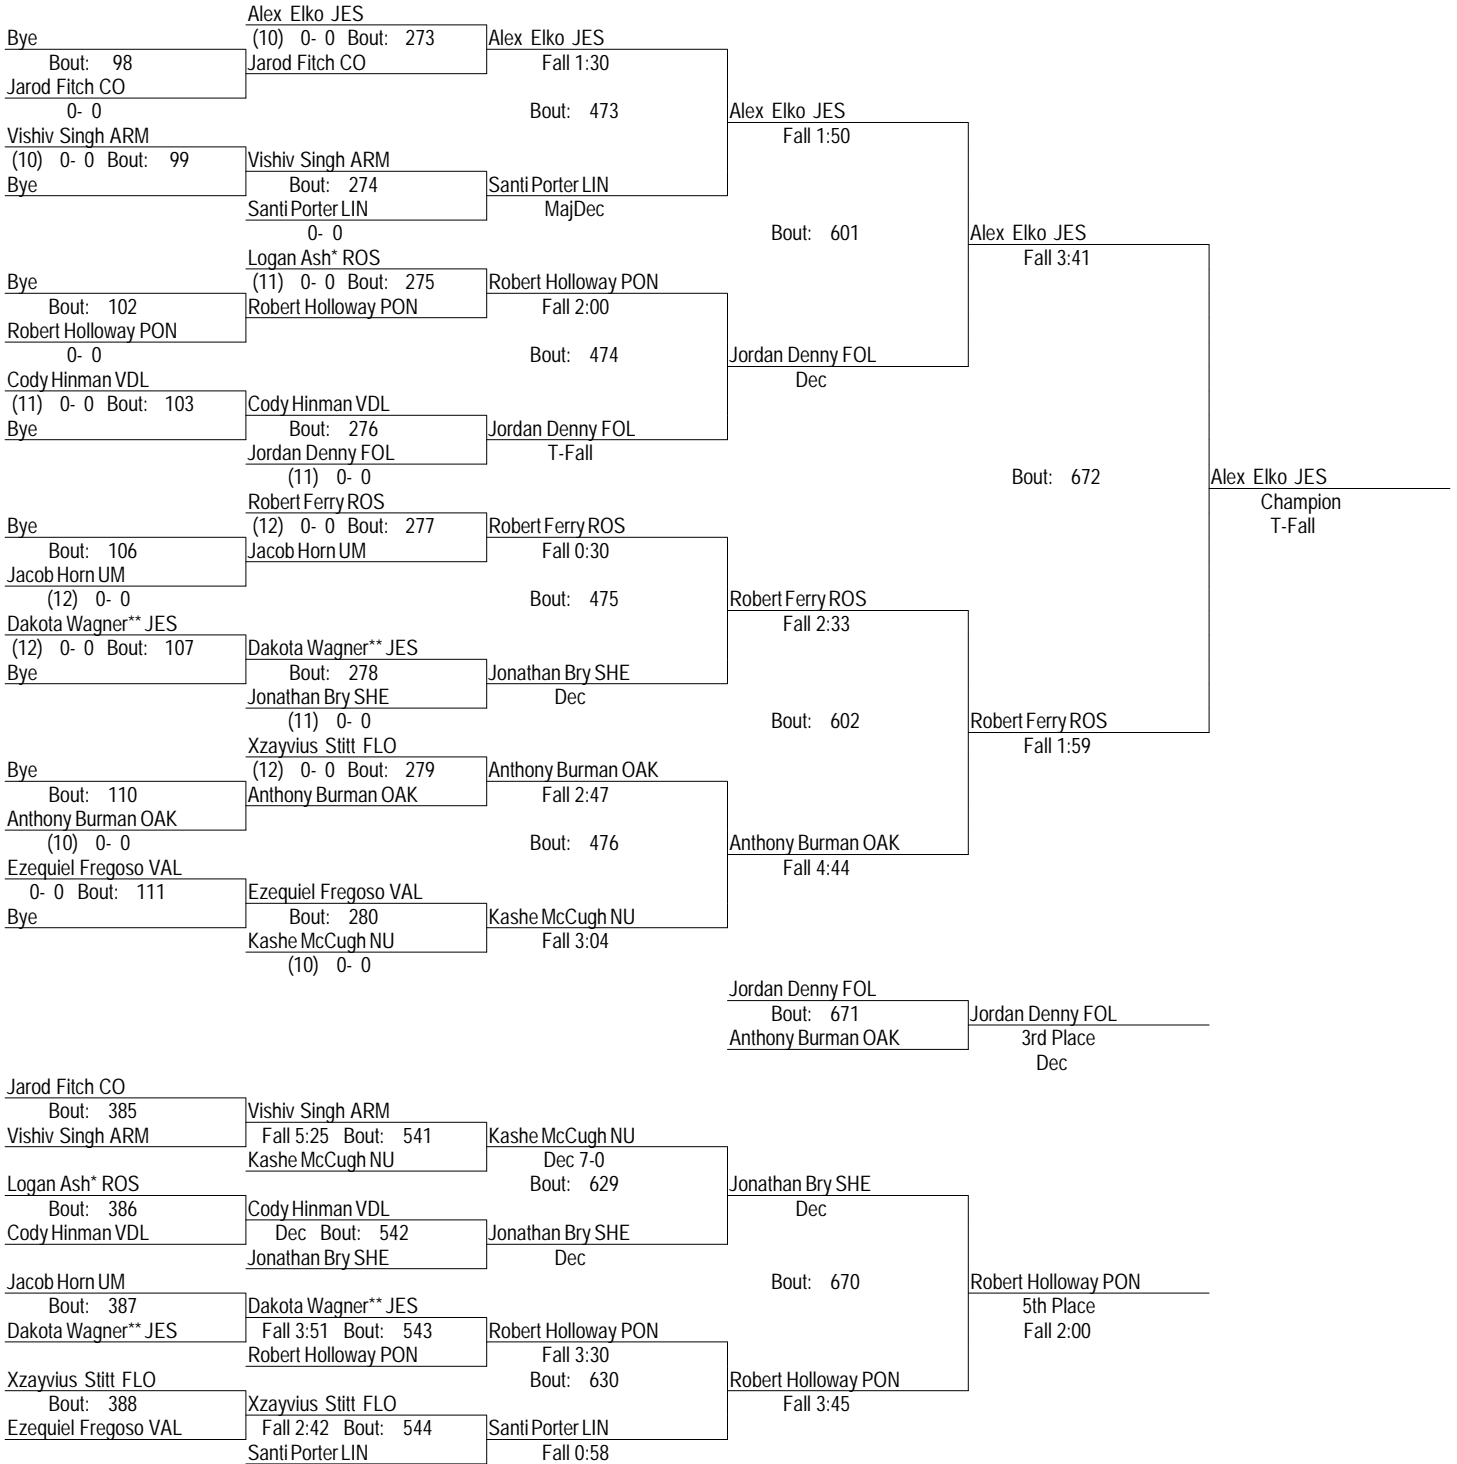 Alex Elko JES
Bye (10) 0- 0 Bout: 273 Alex Elko JES
Bout: 98 Jarod Fitch CO Fall 1:30
Jarod Fitch CO
0- 0 Bout: 473 Alex Elko JES
Vishiv Singh ARM Fall 1:50
(10) 0- 0 Bout: 99 Vishiv Singh ARM
Bye Bout: 274 Santi Porter LIN
Santi Porter LIN MajDec
0- 0 Bout: 601 Alex Elko JES
Logan Ash* ROS Fall 3:41
Bye (11) 0- 0 Bout: 275 Robert Holloway PON
Bout: 102 Robert Holloway PON Fall 2:00
Robert Holloway PON
0- 0 Bout: 474 Jordan Denny FOL
Cody Hinman VDL Dec
(11) 0- 0 Bout: 103 Cody Hinman VDL
Bye Bout: 276 Jordan Denny FOL
Jordan Denny FOL T-Fall
(11) 0- 0 Bout: 672 Alex Elko JES
Robert Ferry ROS Champion
Bye (12) 0- 0 Bout: 277 Robert Ferry ROS T-Fall
Bout: 106 Jacob Horn UM Fall 0:30
Jacob Horn UM
(12) 0- 0 Bout: 475 Robert Ferry ROS
Dakota Wagner** JES Fall 2:33
(12) 0- 0 Bout: 107 Dakota Wagner** JES
Bye Bout: 278 Jonathan Bry SHE
Jonathan Bry SHE Dec
(11) 0- 0 Bout: 602 Robert Ferry ROS
Xzayvius Stitt FLO Fall 1:59
Bye (12) 0- 0 Bout: 279 Anthony Burman OAK
Bout: 110 Anthony Burman OAK Fall 2:47
Anthony Burman OAK
(10) 0- 0 Bout: 476 Anthony Burman OAK
Ezequiel Fregoso VAL Fall 4:44
0- 0 Bout: 111 Ezequiel Fregoso VAL
Bye Bout: 280 Kashe McCugh NU
Kashe McCugh NU Fall 3:04
(10) 0- 0
Jordan Denny FOL
Bout: 671 Jordan Denny FOL
Anthony Burman OAK 3rd Place
Dec
Jarod Fitch CO
Bout: 385 Vishiv Singh ARM
Vishiv Singh ARM Fall 5:25 Bout: 541 Kashe McCugh NU
Kashe McCugh NU Dec 7-0
Logan Ash* ROS Bout: 629 Jonathan Bry SHE
Bout: 386 Cody Hinman VDL Dec
Cody Hinman VDL Dec Bout: 542 Jonathan Bry SHE
Jonathan Bry SHE Dec
Jacob Horn UM Bout: 670 Robert Holloway PON
Bout: 387 Dakota Wagner** JES 5th Place
Dakota Wagner** JES Fall 3:51 Bout: 543 Robert Holloway PON Fall 2:00
Robert Holloway PON Fall 3:30
Xzayvius Stitt FLO Bout: 630 Robert Holloway PON
Bout: 388 Xzayvius Stitt FLO Fall 3:45
Ezequiel Fregoso VAL Fall 2:42 Bout: 544 Santi Porter LIN
Santi Porter LIN Fall 0:58